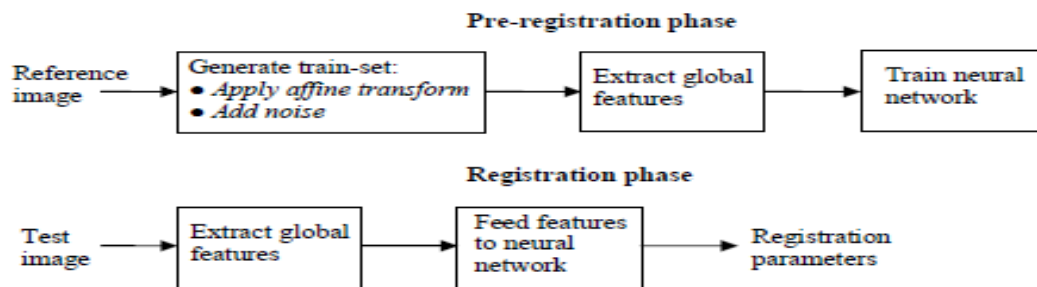 Pre-registration phase
Reference
image
Generate train-set:
● Apply affine transform
● Add noise
Extract global
features
Train neural
network
Registration phase
Test
image
Extract global
features
Feed features
to neural
network
Registration
parameters